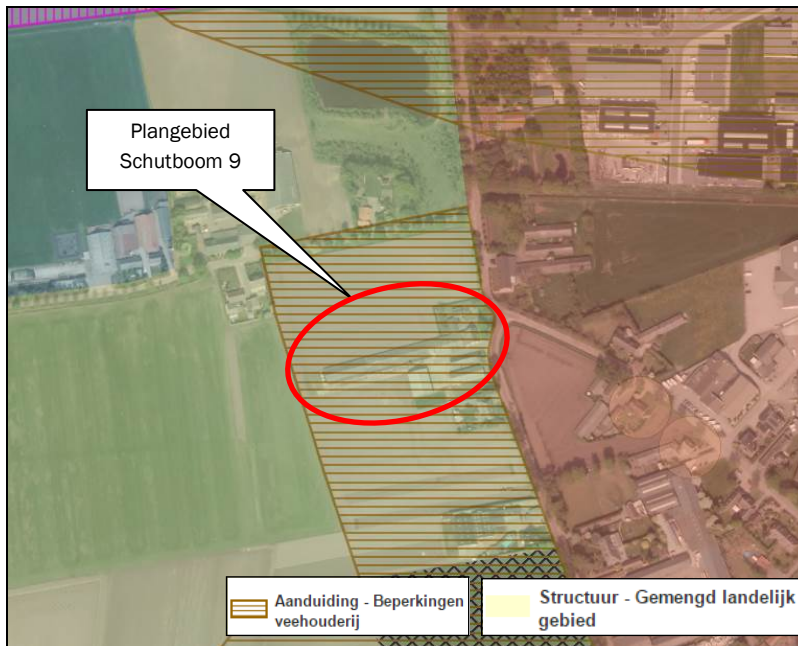 Plangebied
Schutboom 9
Aanduiding - Beperkingen
veehouderij
Structuur - Gemengd landelijk
gebied